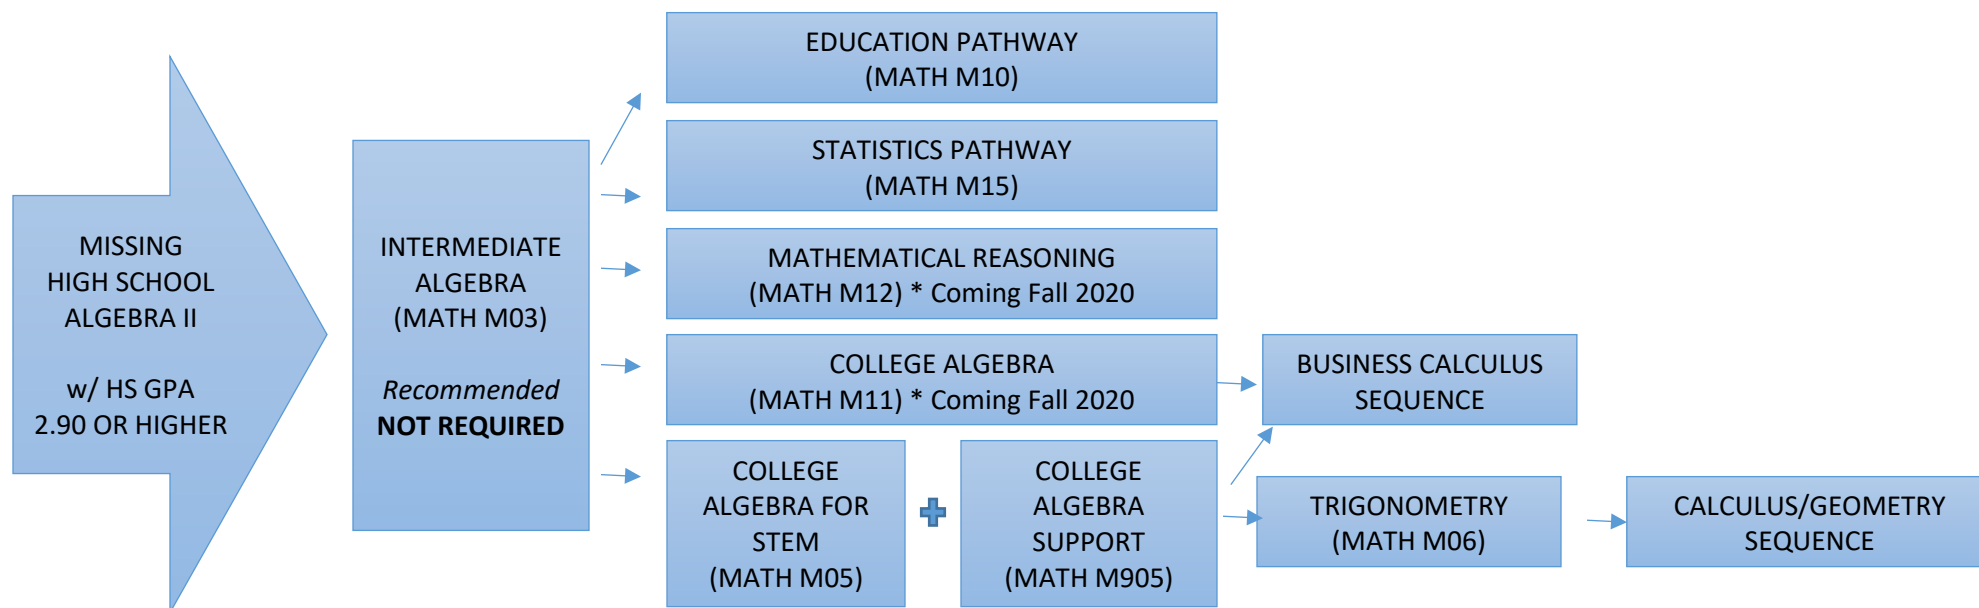 MISSING
HIGH SCHOOL
ALGEBRA II
w/ HS GPA
2.90 OR HIGHER
INTERMEDIATE
ALGEBRA
(MATH M03)
Recommended
NOT REQUIRED
EDUCATION PATHWAY
(MATH M10)
STATISTICS PATHWAY
(MATH M15)
MATHEMATICAL REASONING
(MATH M12) * Coming Fall 2020
COLLEGE ALGEBRA
(MATH M11) * Coming Fall 2020
BUSINESS CALCULUS
SEQUENCE
COLLEGE
ALGEBRA FOR
STEM
(MATH M05)
COLLEGE
ALGEBRA
SUPPORT
(MATH M905)
TRIGONOMETRY
(MATH M06)
CALCULUS/GEOMETRY
SEQUENCE